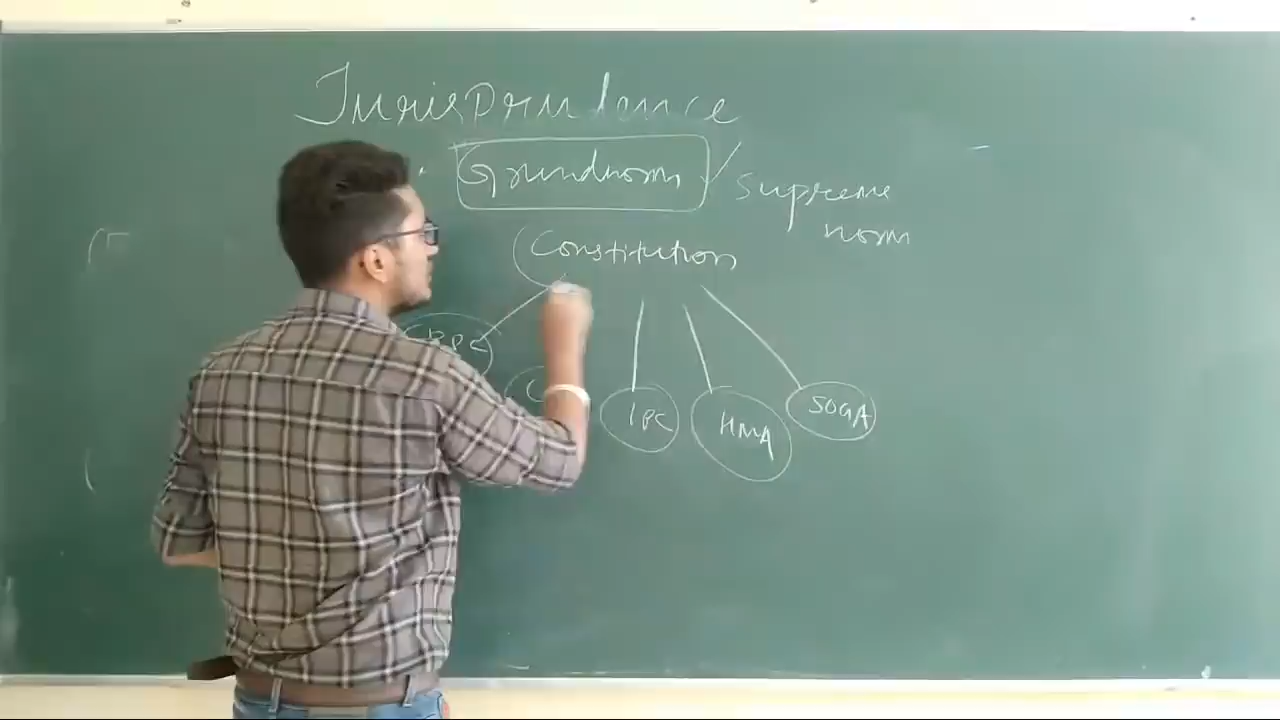 Jurisprudence
Grundnorm
Supreme
norm
Constitution
IPC
HMA
SOGA